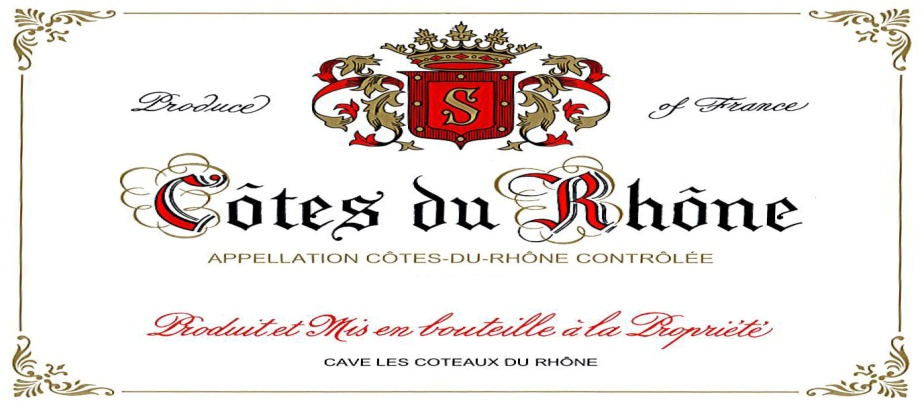 S
Produce of France
Côtes du Rhône
APPELLATION CÔTES-DU-RHÔNE CONTRÔLÉE
Produit et Mis en bouteille à la Propriété
CAVE LES COTEAUX DU RHÔNE